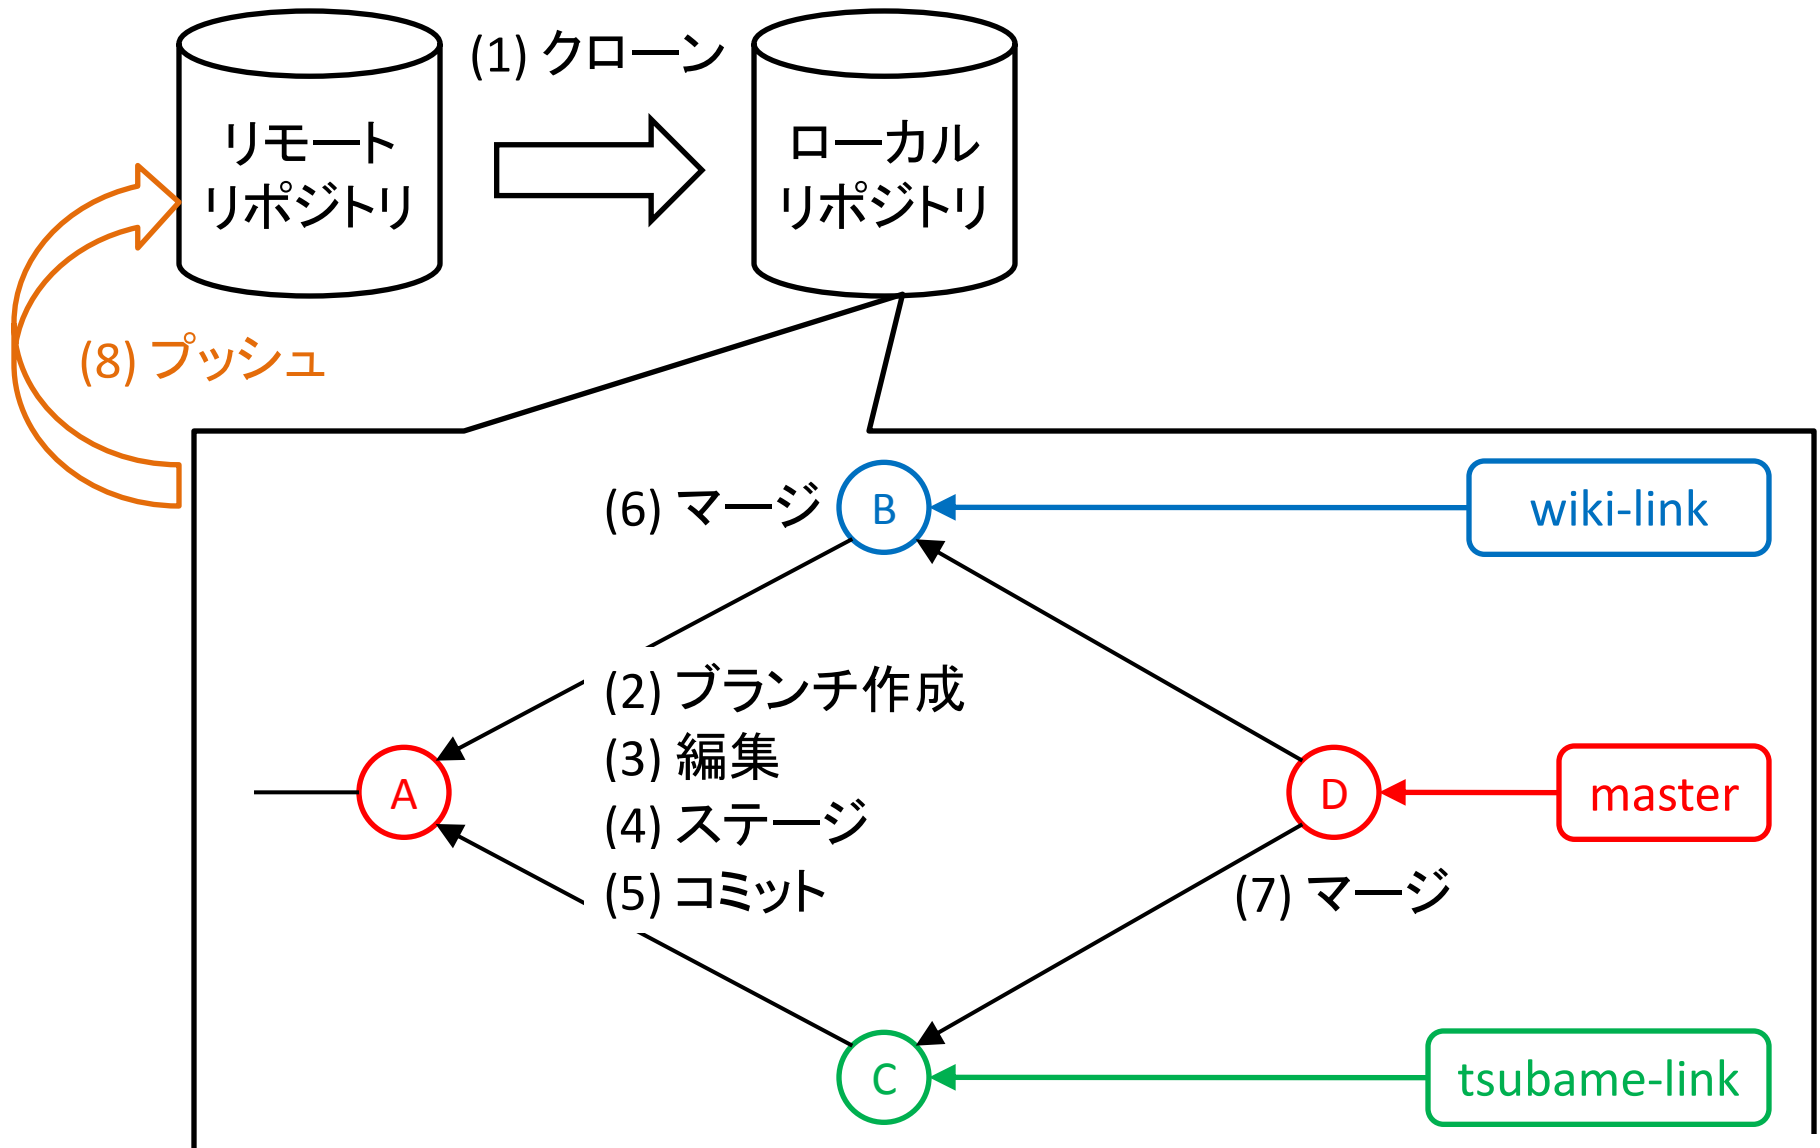 (1) クローン
リモート
リポジトリ
ローカル
リポジトリ
(8) プッシュ
(6) マージ
B
wiki-link
(2) ブランチ作成
(3) 編集
A
D
master
(4) ステージ
(5) コミット
(7) マージ
C
tsubame-link